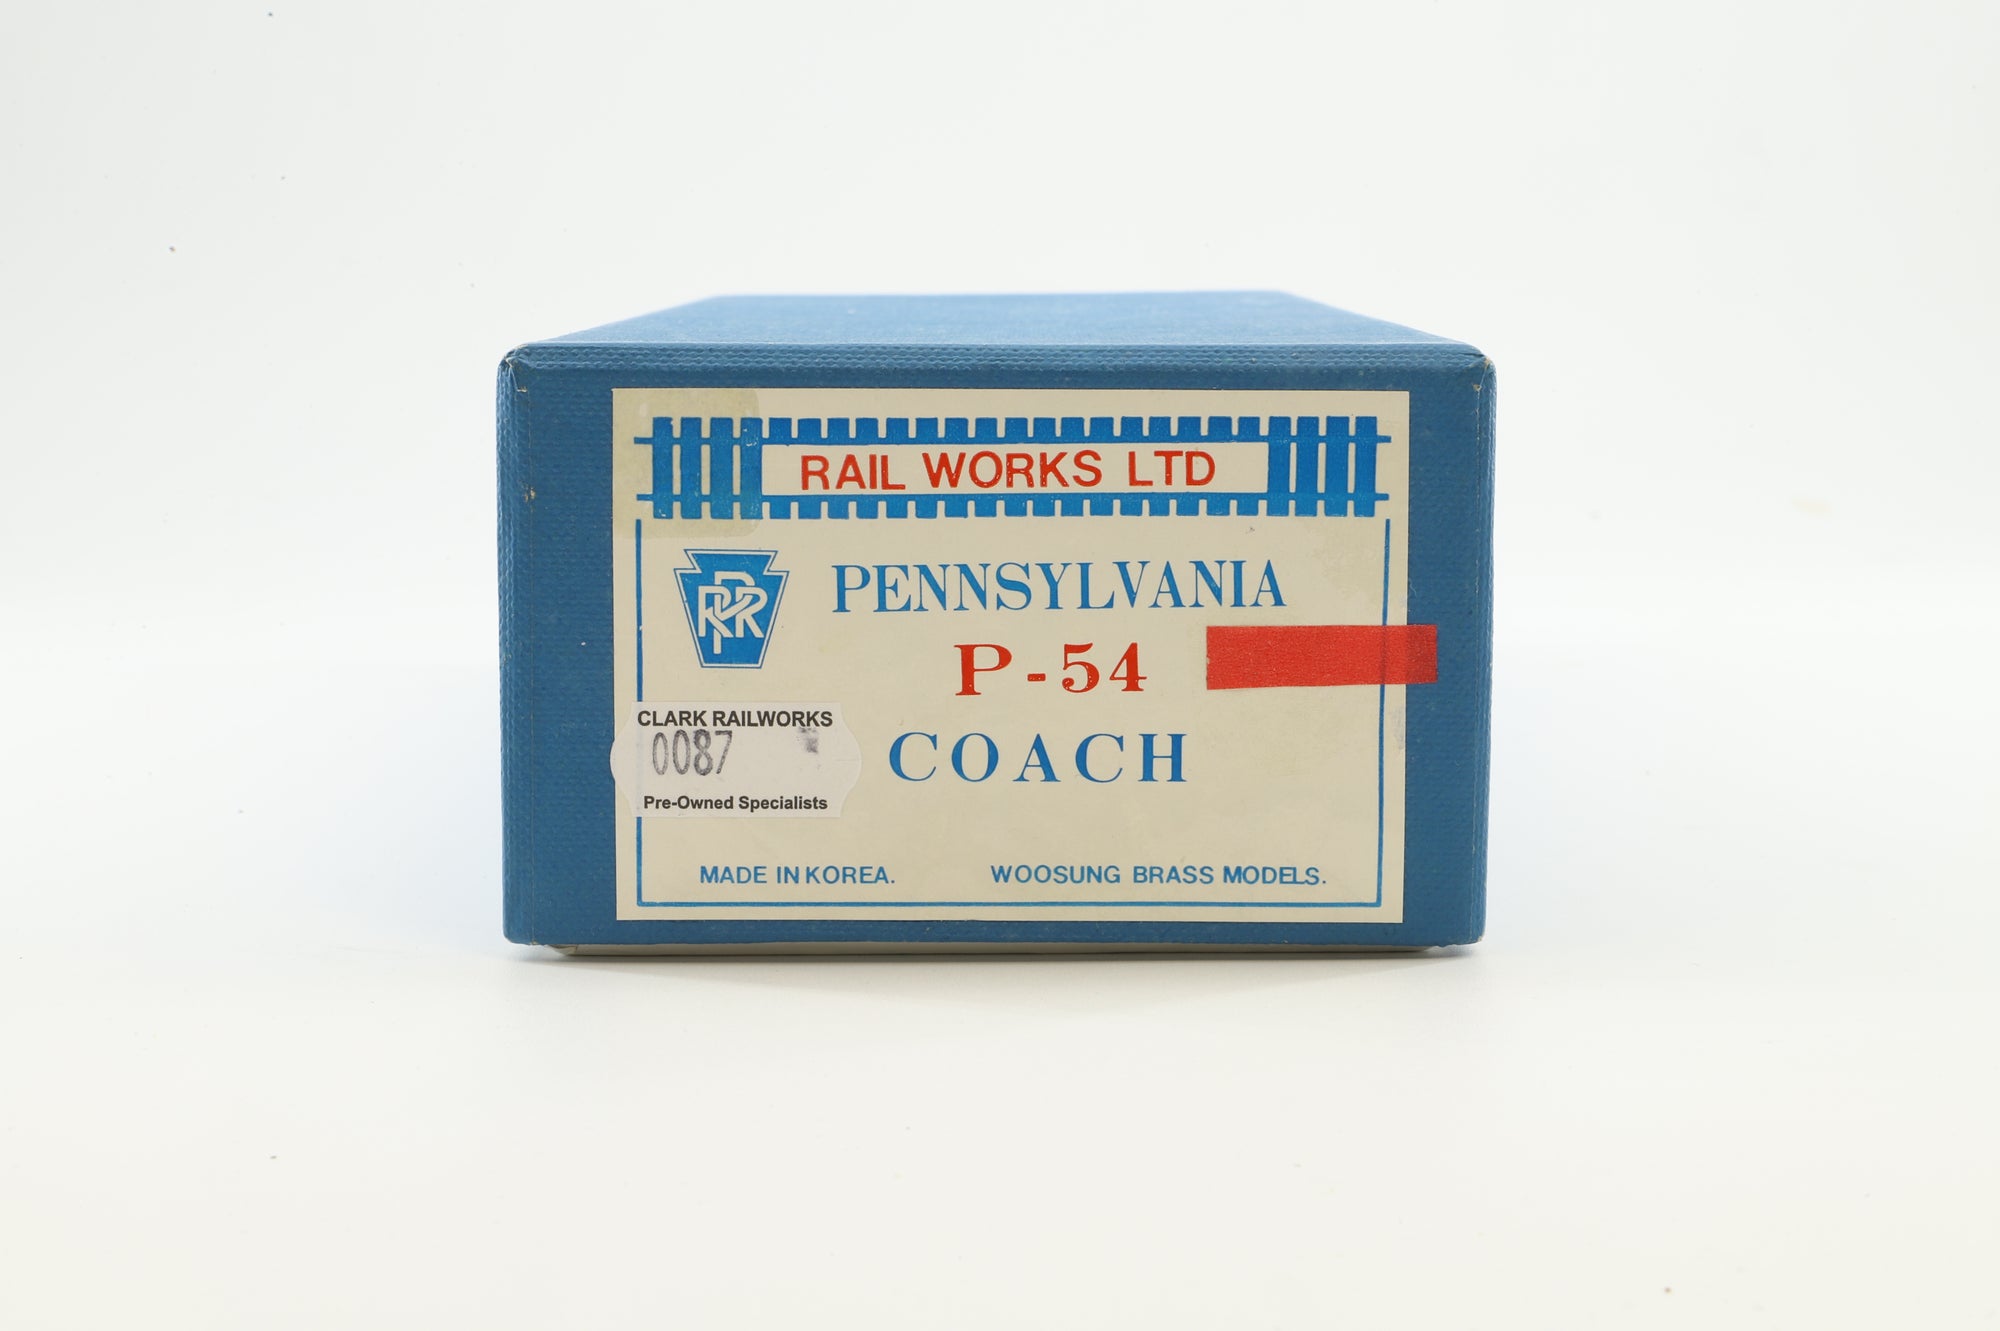 RAIL WORKS LTD
PRR
PENNSYLVANIA
P-54
COACH
CLARK RAILWORKS
0087
Pre-Owned Specialists
MADE IN KOREA.
WOOSUNG BRASS MODELS.